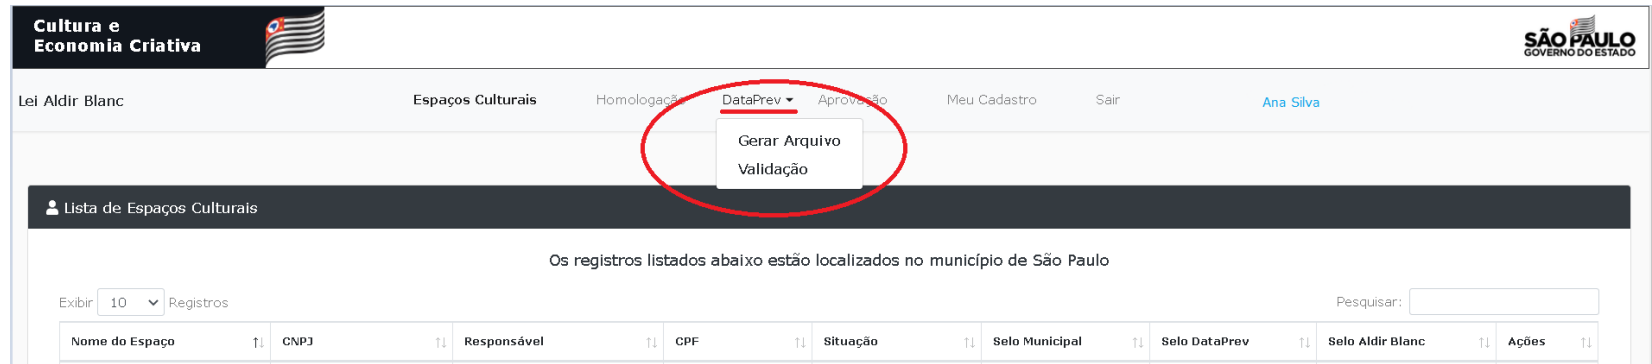 Cultura e
Economia Criativa
SÃO PAULO
GOVERNO DO ESTADO
Lei Aldir Blanc
Espaços Culturais
Homologação
DataPrev
Aprovação
Meu Cadastro
Sair
Ana Silva
Gerar Arquivo
Validação
Lista de Espaços Culturais
Os registros listados abaixo estão localizados no município de São Paulo
Exibir 10 Registros
Pesquisar:
Nome do Espaço CNPJ Responsável CPF Situação Selo Municipal Selo DataPrev Selo Aldir Blanc Ações